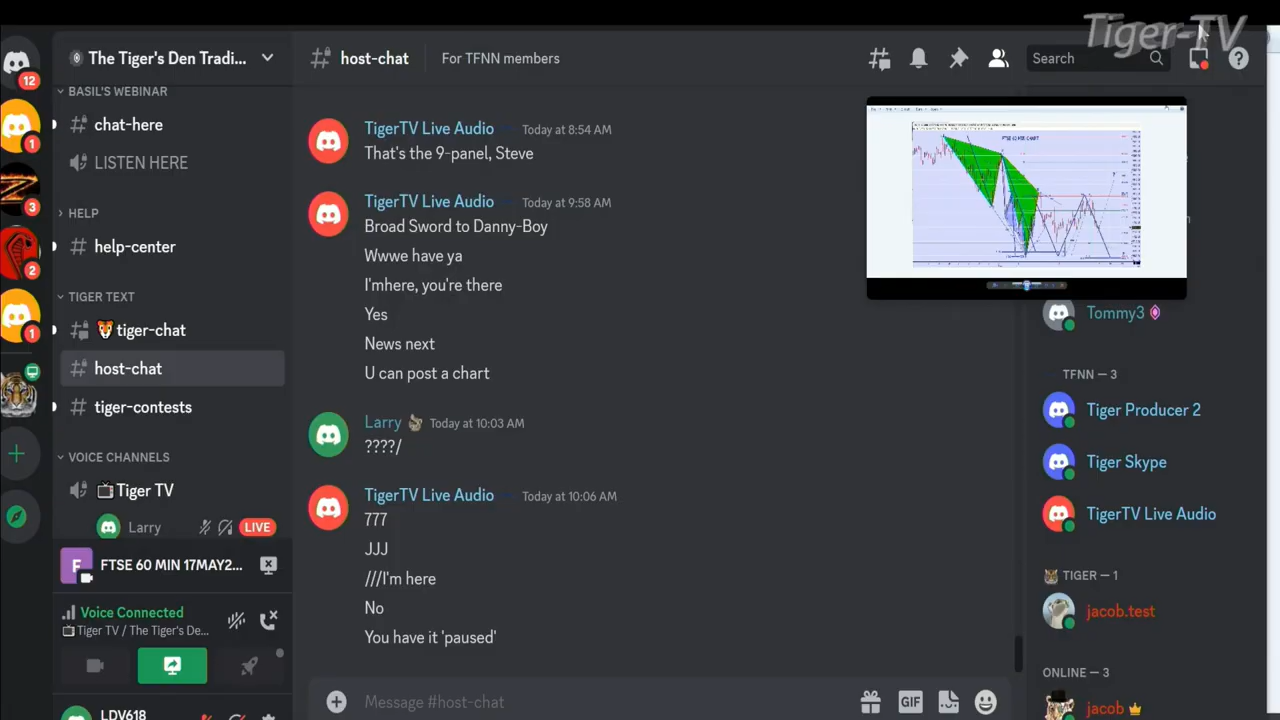 Tiger-TV
12
1
3
2
1
The Tiger's Den Tradi...
BASIL'S WEBINAR
chat-here
LISTEN HERE
HELP
help-center
TIGER TEXT
tiger-chat
host-chat
tiger-contests
VOICE CHANNELS
Tiger TV
Larry
LIVE
F
FTSE 60 MIN 17MAY2...
Voice Connected
Tiger TV / The Tiger's De...
LDV618
host-chat
For TFNN members
Search
TigerTV Live Audio
Today at 8:54 AM
That's the 9-panel, Steve
TigerTV Live Audio
Today at 9:58 AM
Broad Sword to Danny-Boy
Wwwe have ya
I'mhere, you're there
Yes
News next
U can post a chart
Larry
Today at 10:03 AM
????/
TigerTV Live Audio
Today at 10:06 AM
777
JJJ
///I'm here
No
You have it 'paused'
Message #host-chat
GIF
FTSE 60 MIN CHART
Tommy3
TFNN — 3
Tiger Producer 2
Tiger Skype
TigerTV Live Audio
TIGER — 1
jacob.test
ONLINE — 3
jacob